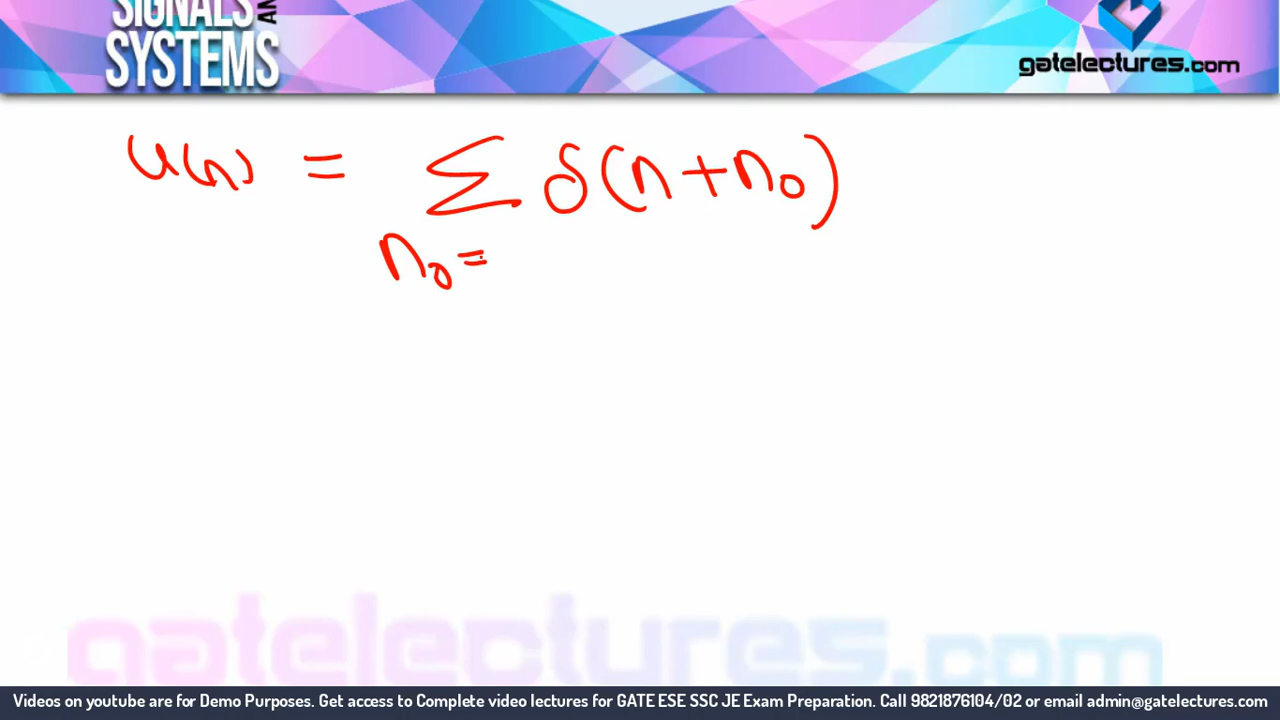 SIGNALS AN
SYSTEMS
gatelectures.com
u(n) = ∑ δ(n+n₀)
n₀=
gatelectures.com
Videos on youtube are for Demo Purposes. Get access to Complete video lectures for GATE ESE SSC JE Exam Preparation. Call 9821876104/02 or email admin@gatelectures.com